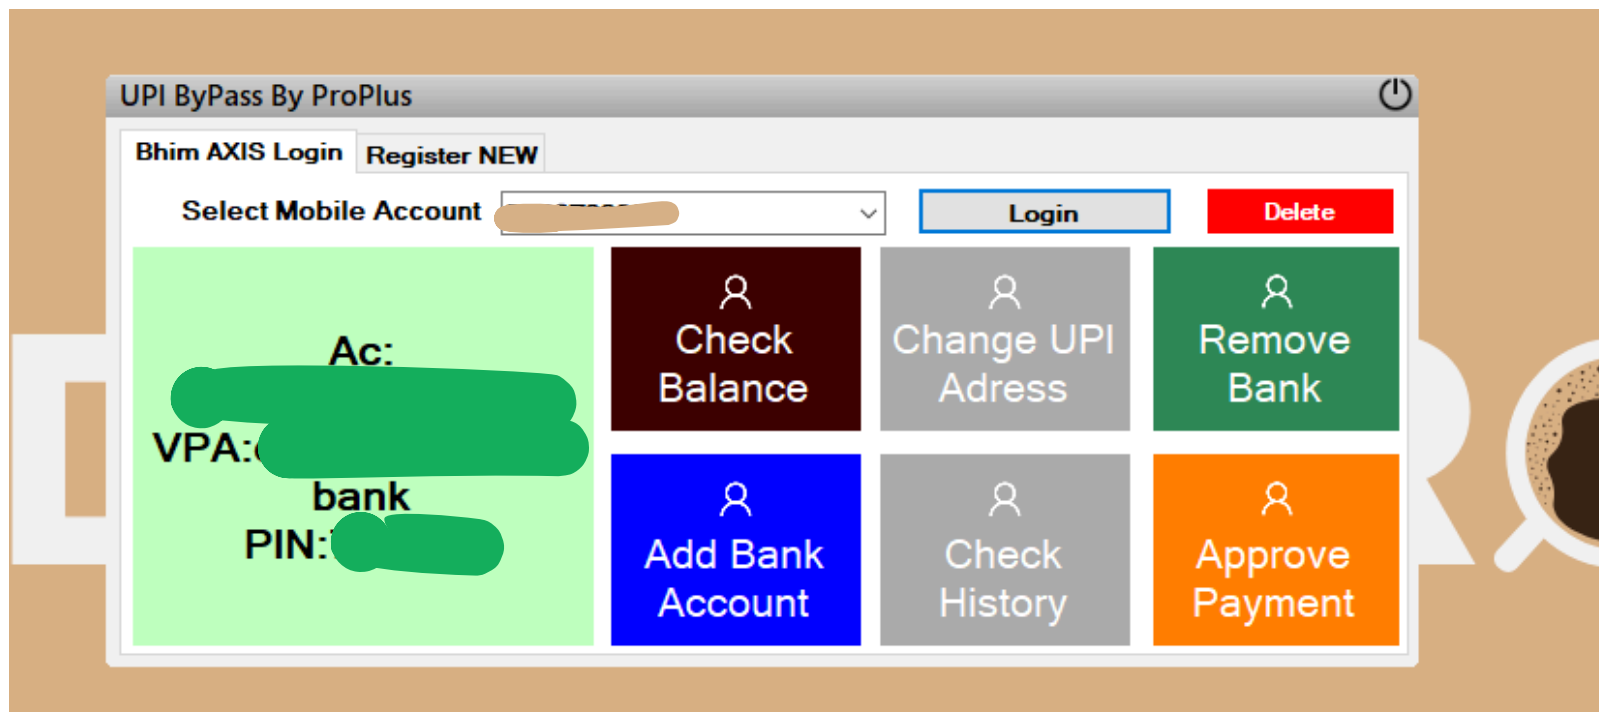 UPI ByPass By ProPlus
Bhim AXIS Login
Register NEW
Select Mobile Account
Login
Delete
Ac:
VPA:
bank
PIN:
Check
Balance
Change UPI
Adress
Remove
Bank
Add Bank
Account
Check
History
Approve
Payment